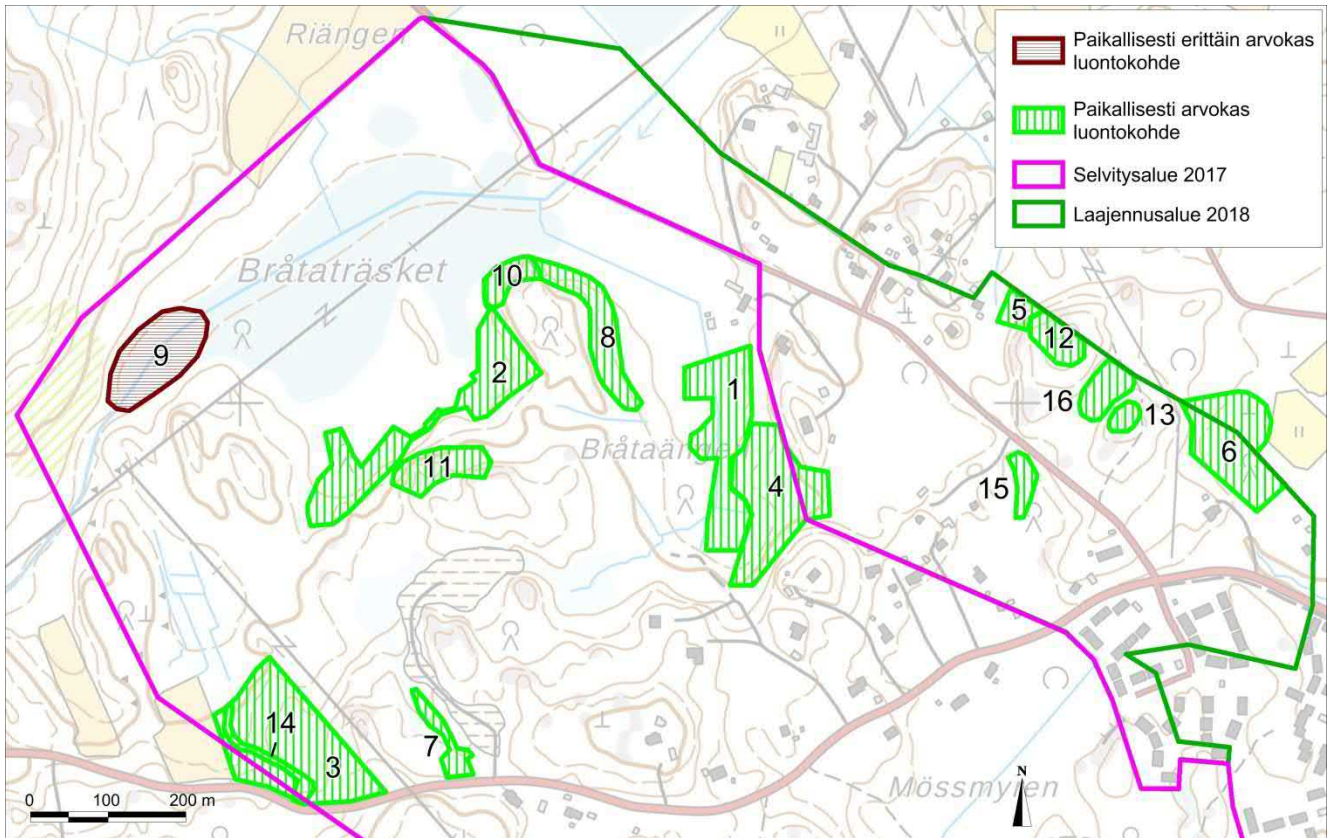 Riängen
Paikallisesti erittäin arvokas
luontokohde
Paikallisesti arvokas
luontokohde
Selvitysalue 2017
Laajennusalue 2018
Bråtaträsket
10
5
12
9
8
2
1
16
13
6
Bråtaängen
11
4
15
14
3
7
Mössmyren
N
0 100 200 m